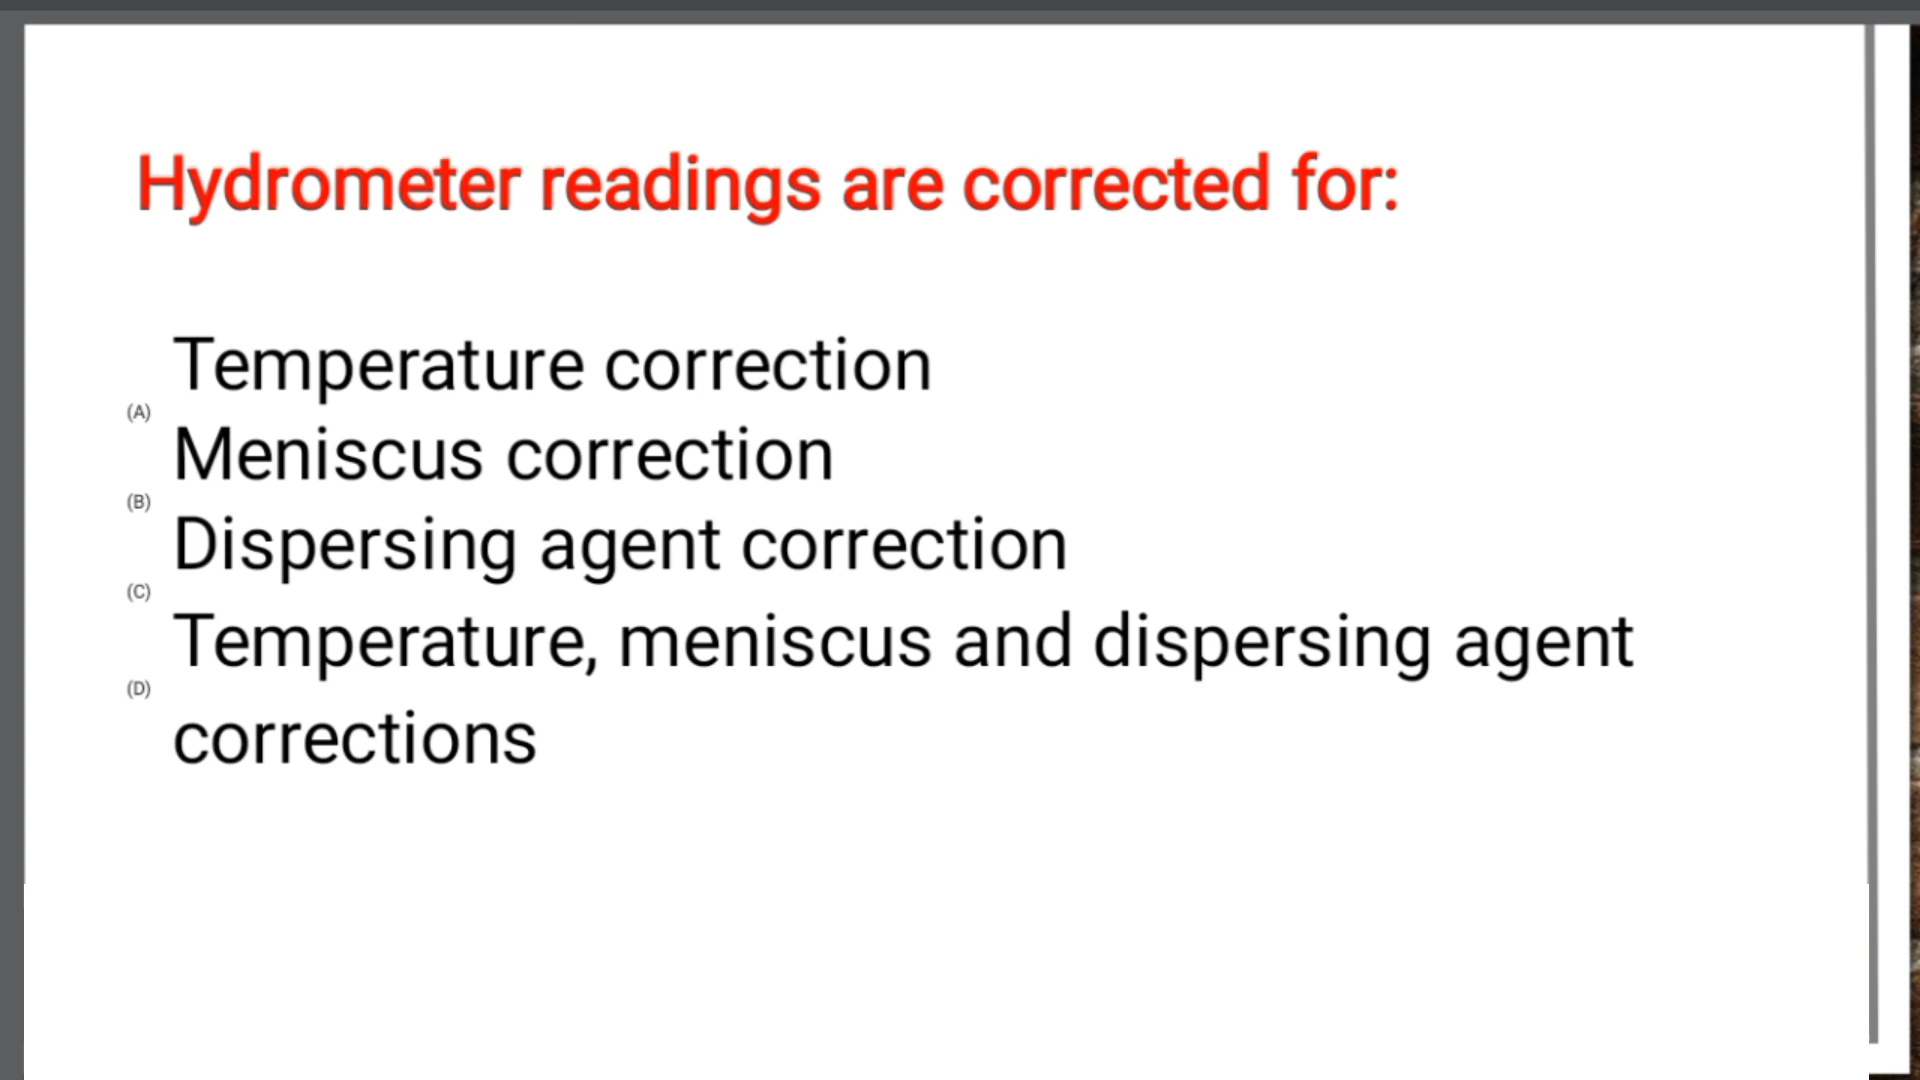 Hydrometer readings are corrected for:
Temperature correction
(A)
Meniscus correction
(B)
Dispersing agent correction
(C)
Temperature, meniscus and dispersing agent
(D)
corrections